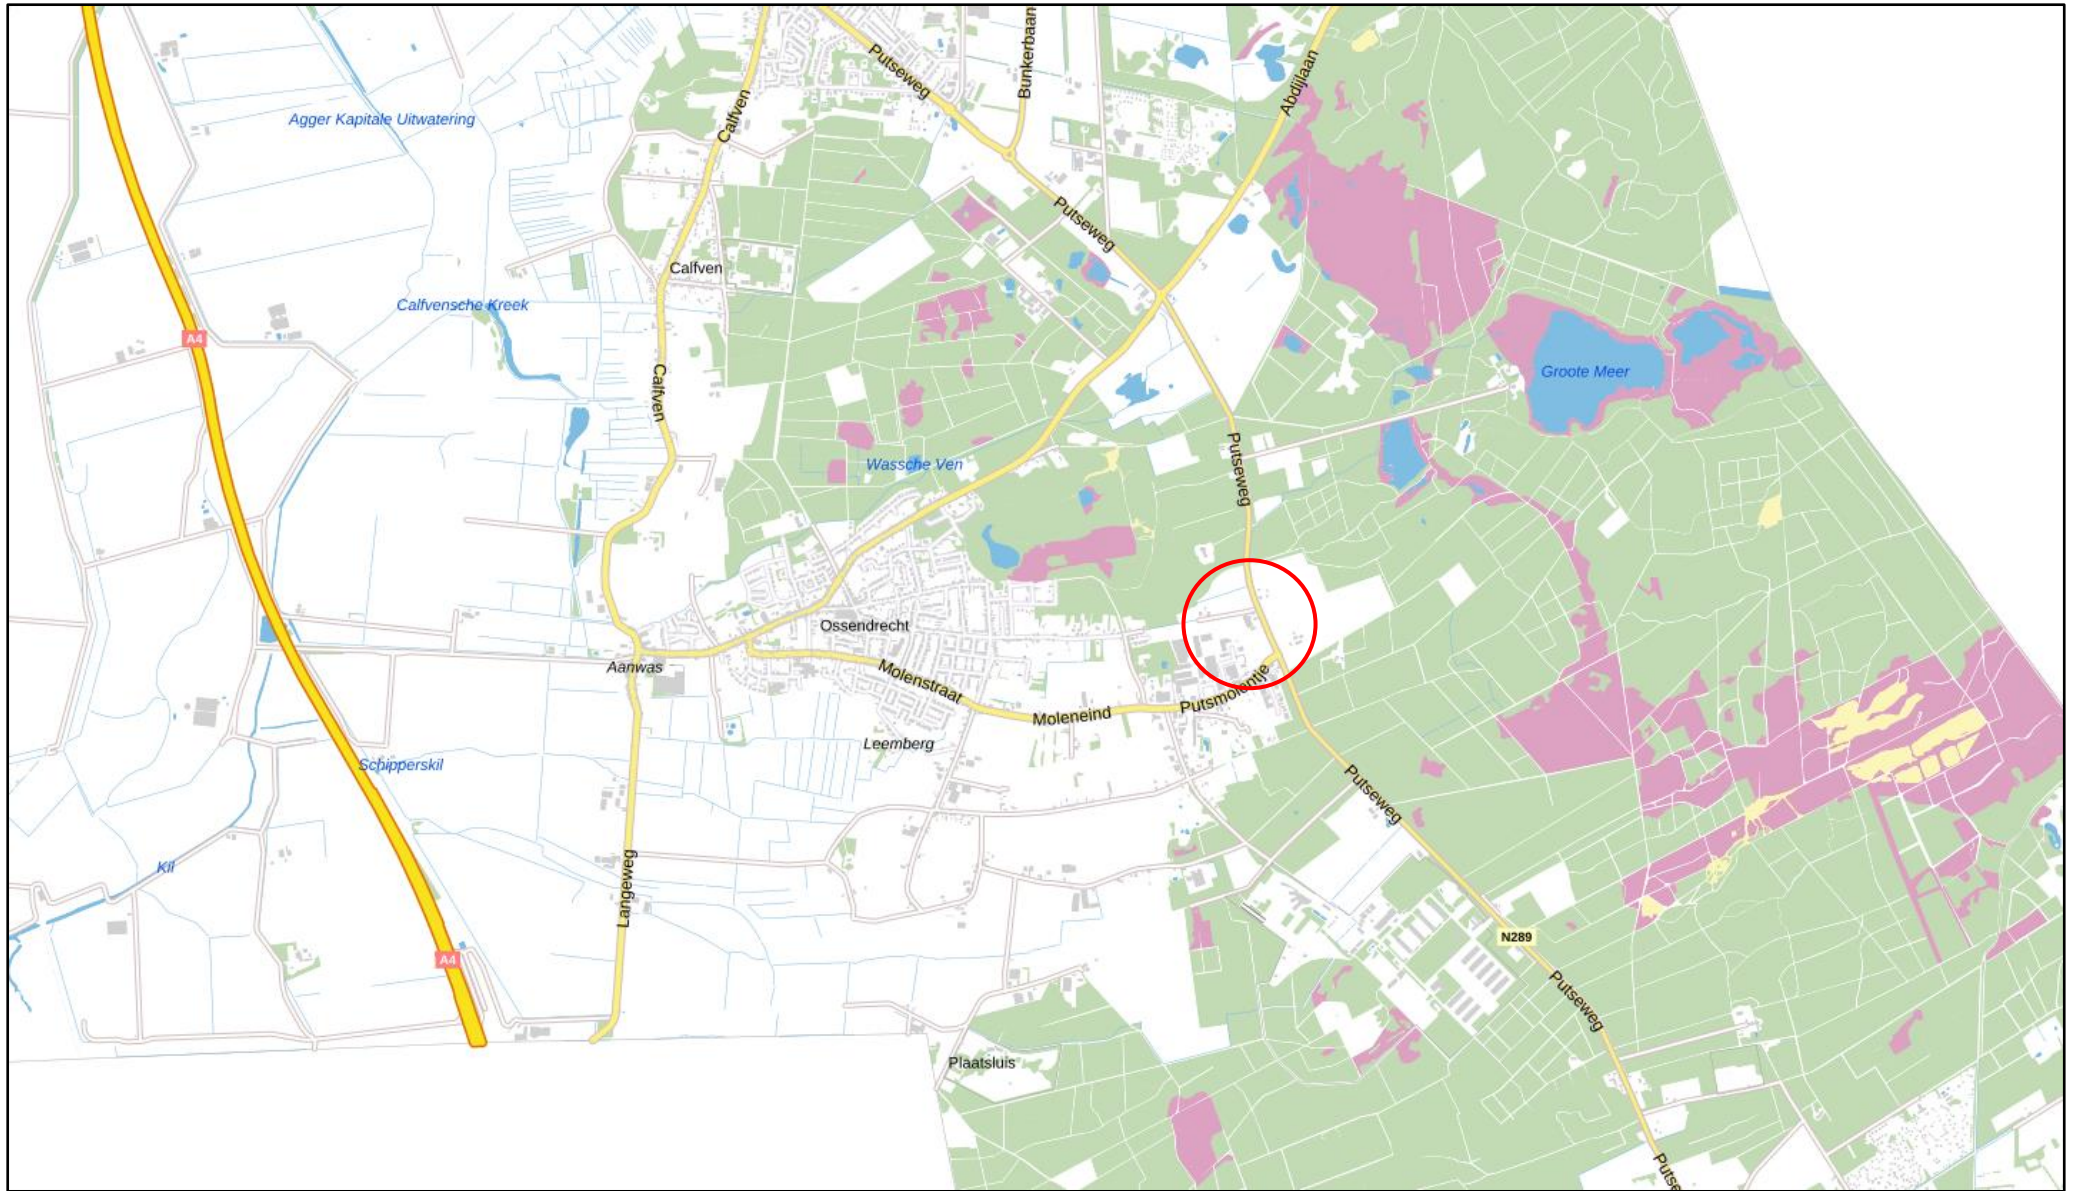 Putseweg
Bunkerbaan
Abdijlaan
Agger Kapitale Uitwatering
Calfven
Putseweg
Calfven
Calfvensche Kreek
A4
Groote Meer
Calfven
Putseweg
Wassche Ven
Ossendrecht
Aanwas
Molenstraat
Putsmolentje
Moleneind
Leemberg
Schipperskil
Putseweg
Kil
Langeweg
N289
A4
Putseweg
Plaatsluis
Putse